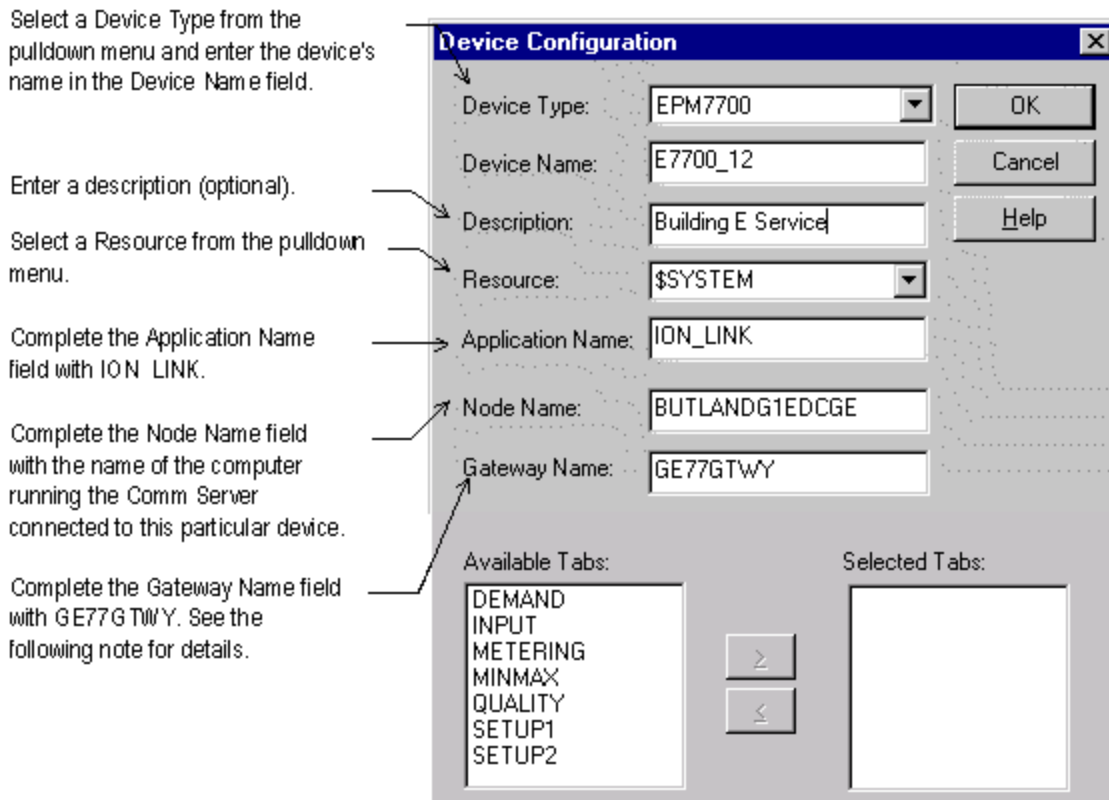 Select a Device Type from the
pulldown menu and enter the device's
name in the Device Name field.
Enter a description (optional).
Select a Resource from the pulldown
menu.
Complete the Application Name
field with ION LINK.
Complete the Node Name field
with the name of the computer
running the Comm Server
connected to this particular device.
Complete the Gateway Name field
with GE77GTWY. See the
following note for details.
Device Configuration
Device Type: EPM7700 OK
Device Name: E7700_12 Cancel
Description: Building E Service Help
Resource: $SYSTEM
Application Name: ION_LINK
Node Name: BUTLANDG1EDCGE
Gateway Name: GE77GTWY
Available Tabs: Selected Tabs:
DEMAND
INPUT
METERING
MINMAX
QUALITY
SETUP1
SETUP2
≥
≤